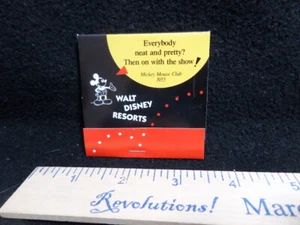 Everybody
neat and pretty?
Then on with the show!
Mickey Mouse Club
1955
WALT
DISNEY
RESORTS
1 2 3 4 5
Revolutions!